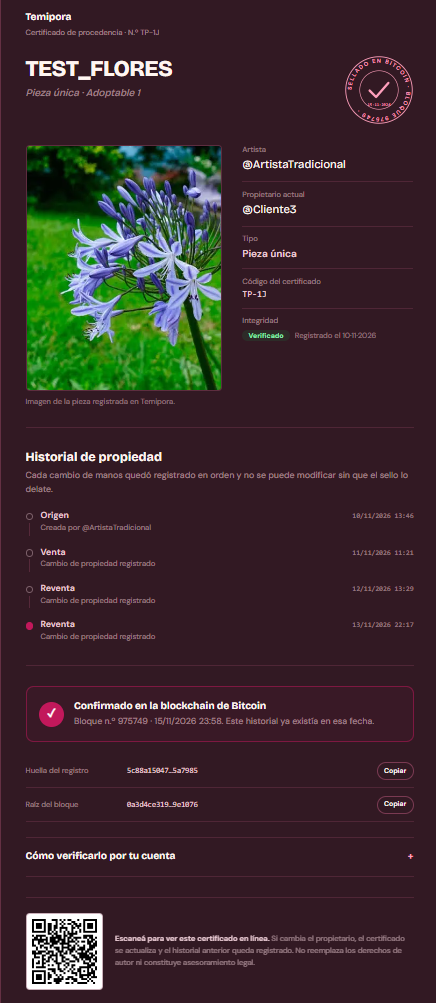 Temipora
Certificado de procedencia · N.º TP-1J
TEST_FLORES
Pieza única · Adoptable 1
SELLADO EN BITCOIN · BLOQUE 975749 ·
15·11·2026
Artista
@ArtistaTradicional
Propietario actual
@Cliente3
Tipo
Pieza única
Código del certificado
TP-1J
Integridad
Verificado Registrado el 10-11-2026
Imagen de la pieza registrada en Temipora.
Historial de propiedad
Cada cambio de manos quedó registrado en orden y no se puede modificar sin que el sello lo
delate.
Origen 10/11/2026 13:46
Creada por @ArtistaTradicional
Venta 11/11/2026 11:21
Cambio de propiedad registrado
Reventa 12/11/2026 13:29
Cambio de propiedad registrado
Reventa 13/11/2026 22:17
Cambio de propiedad registrado
Confirmado en la blockchain de Bitcoin
Bloque n.º 975749 · 15/11/2026 23:58. Este historial ya existía en esa fecha.
Huella del registro 5c88a15047…5a7985 Copiar
Raíz del bloque 0a3d4ce319…9e1076 Copiar
Cómo verificarlo por tu cuenta +
Escaneá para ver este certificado en línea. Si cambia el propietario, el certificado
se actualiza y el historial anterior queda registrado. No reemplaza los derechos de
autor ni constituye asesoramiento legal.